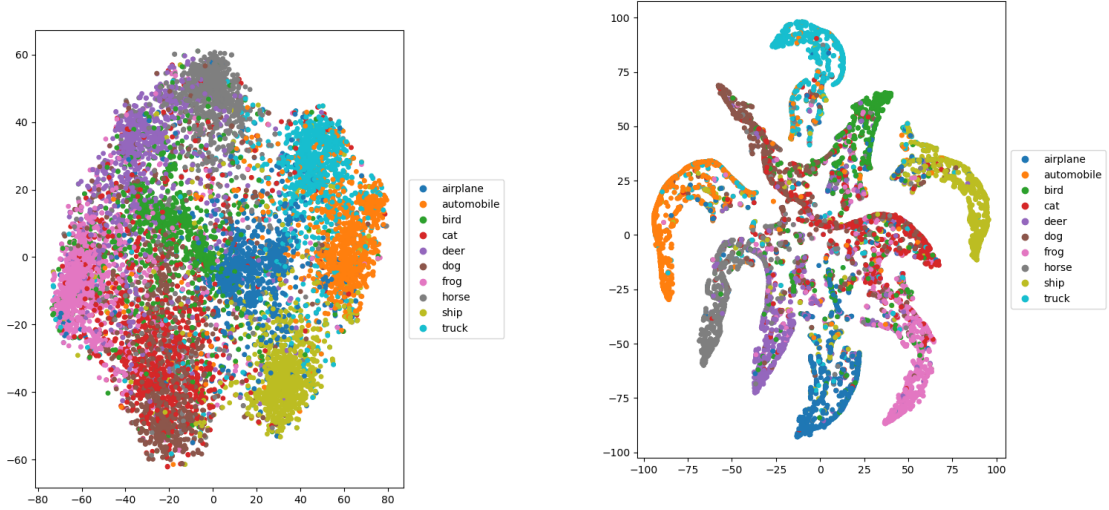 60
40
20
0
−20
−40
−60
−80 −60 −40 −20 0 20 40 60 80
airplane
automobile
bird
cat
deer
dog
frog
horse
ship
truck
100
75
50
25
0
−25
−50
−75
−100
−100 −75 −50 −25 0 25 50 75 100
airplane
automobile
bird
cat
deer
dog
frog
horse
ship
truck